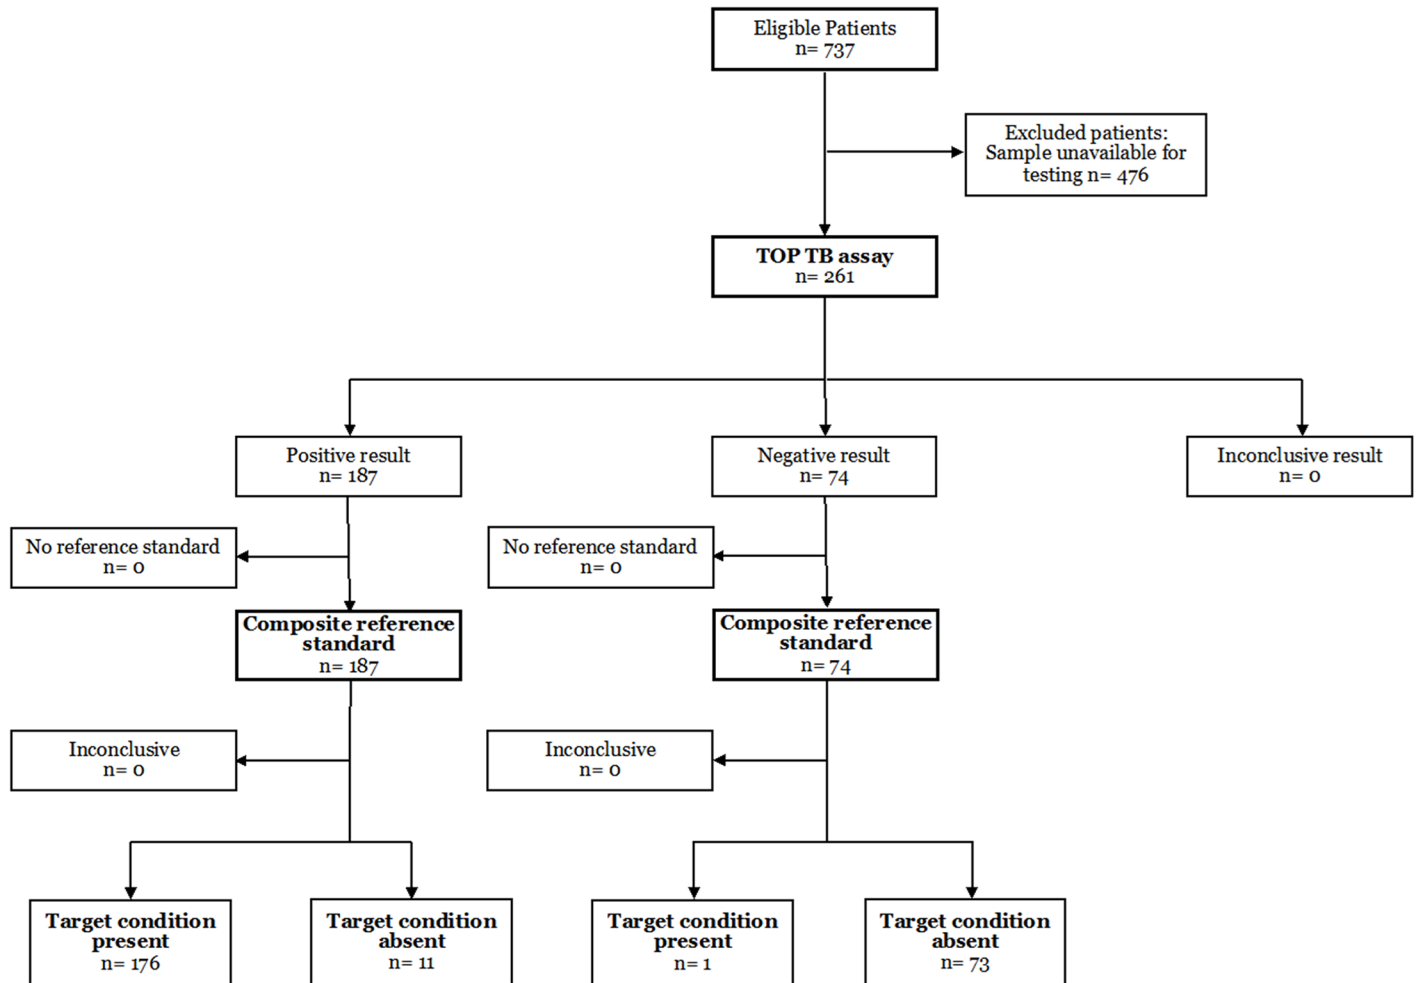 Eligible Patients
n= 737
Excluded patients:
Sample unavailable for
testing n= 476
TOP TB assay
n= 261
Positive result
n= 187
Negative result
n= 74
Inconclusive result
n= 0
No reference standard
n= 0
No reference standard
n= 0
Composite reference
standard
n= 187
Composite reference
standard
n= 74
Inconclusive
n= 0
Inconclusive
n= 0
Target condition
present
n= 176
Target condition
absent
n= 11
Target condition
present
n= 1
Target condition
absent
n= 73